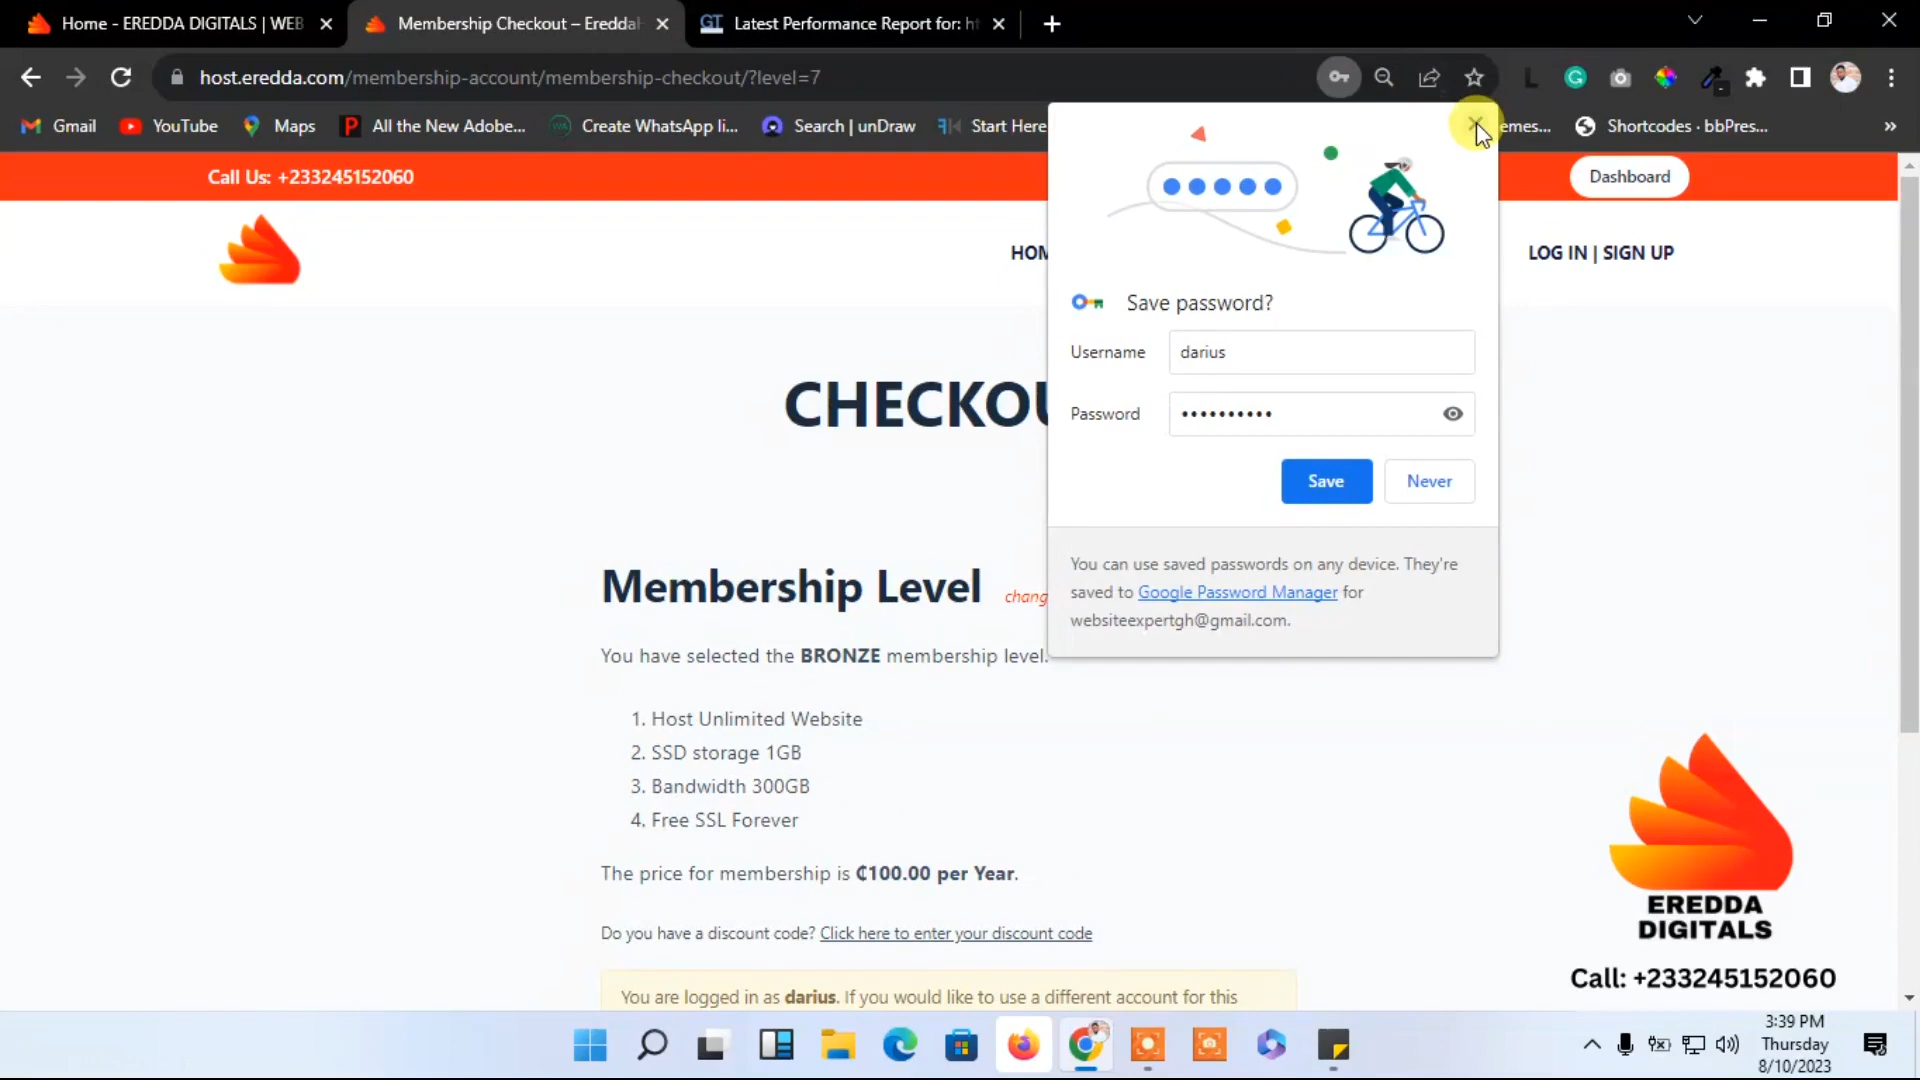 Home - EREDDA DIGITALS | WEB
Membership Checkout – Eredda
GT Latest Performance Report for: h
host.eredda.com/membership-account/membership-checkout/?level=7
Gmail
YouTube
Maps
All the New Adobe...
Create WhatsApp li...
Search | unDraw
Start Here
emes...
Shortcodes · bbPres...
»
Call Us: +233245152060
Dashboard
HOM
LOG IN | SIGN UP
Save password?
Username
darius
Password
••••••••••
Save
Never
You can use saved passwords on any device. They're
saved to Google Password Manager for
websiteexpertgh@gmail.com.
CHECKOU
Membership Level
chang
You have selected the BRONZE membership level.
1. Host Unlimited Website
2. SSD storage 1GB
3. Bandwidth 300GB
4. Free SSL Forever
The price for membership is ₵100.00 per Year.
Do you have a discount code? Click here to enter your discount code
You are logged in as darius. If you would like to use a different account for this
EREDDA
DIGITALS
Call: +233245152060
3:39 PM
Thursday
8/10/2023